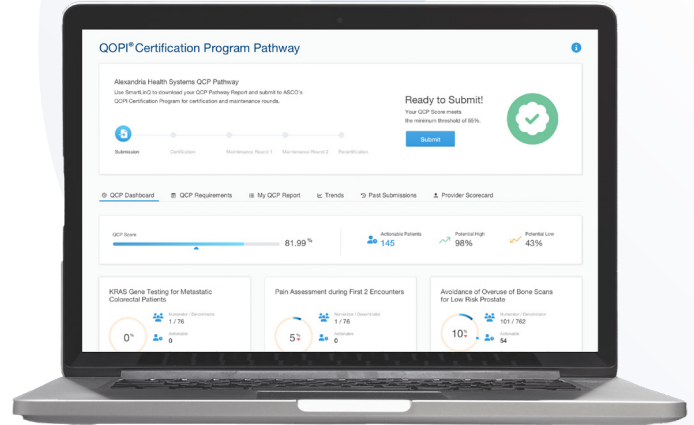 QOPI® Certification Program Pathway
Alexandria Health Systems QCP Pathway
Use SmartLinQ to download your QCP Pathway Report and submit to ASCO's
QOPI Certification Program for certification and maintenance rounds.
Ready to Submit!
Your QCP Score meets
the minimum threshold of 55%.
Submit
Submission
Certification
Maintenance Round 1
Maintenance Round 2
Recertification
QCP Dashboard
QCP Requirements
My QCP Report
Trends
Past Submissions
Provider Scorecard
QCP Score
81.99 %
Actionable Patients
145
Potential High
98%
Potential Low
43%
KRAS Gene Testing for Metastatic
Colorectal Patients
Numerator / Denominator
1 / 76
0%
Actionable
0
Pain Assessment during First 2 Encounters
Numerator / Denominator
1 / 76
5%
Actionable
0
Avoidance of Overuse of Bone Scans
for Low Risk Prostate
Numerator / Denominator
101 / 762
10%
Actionable
54